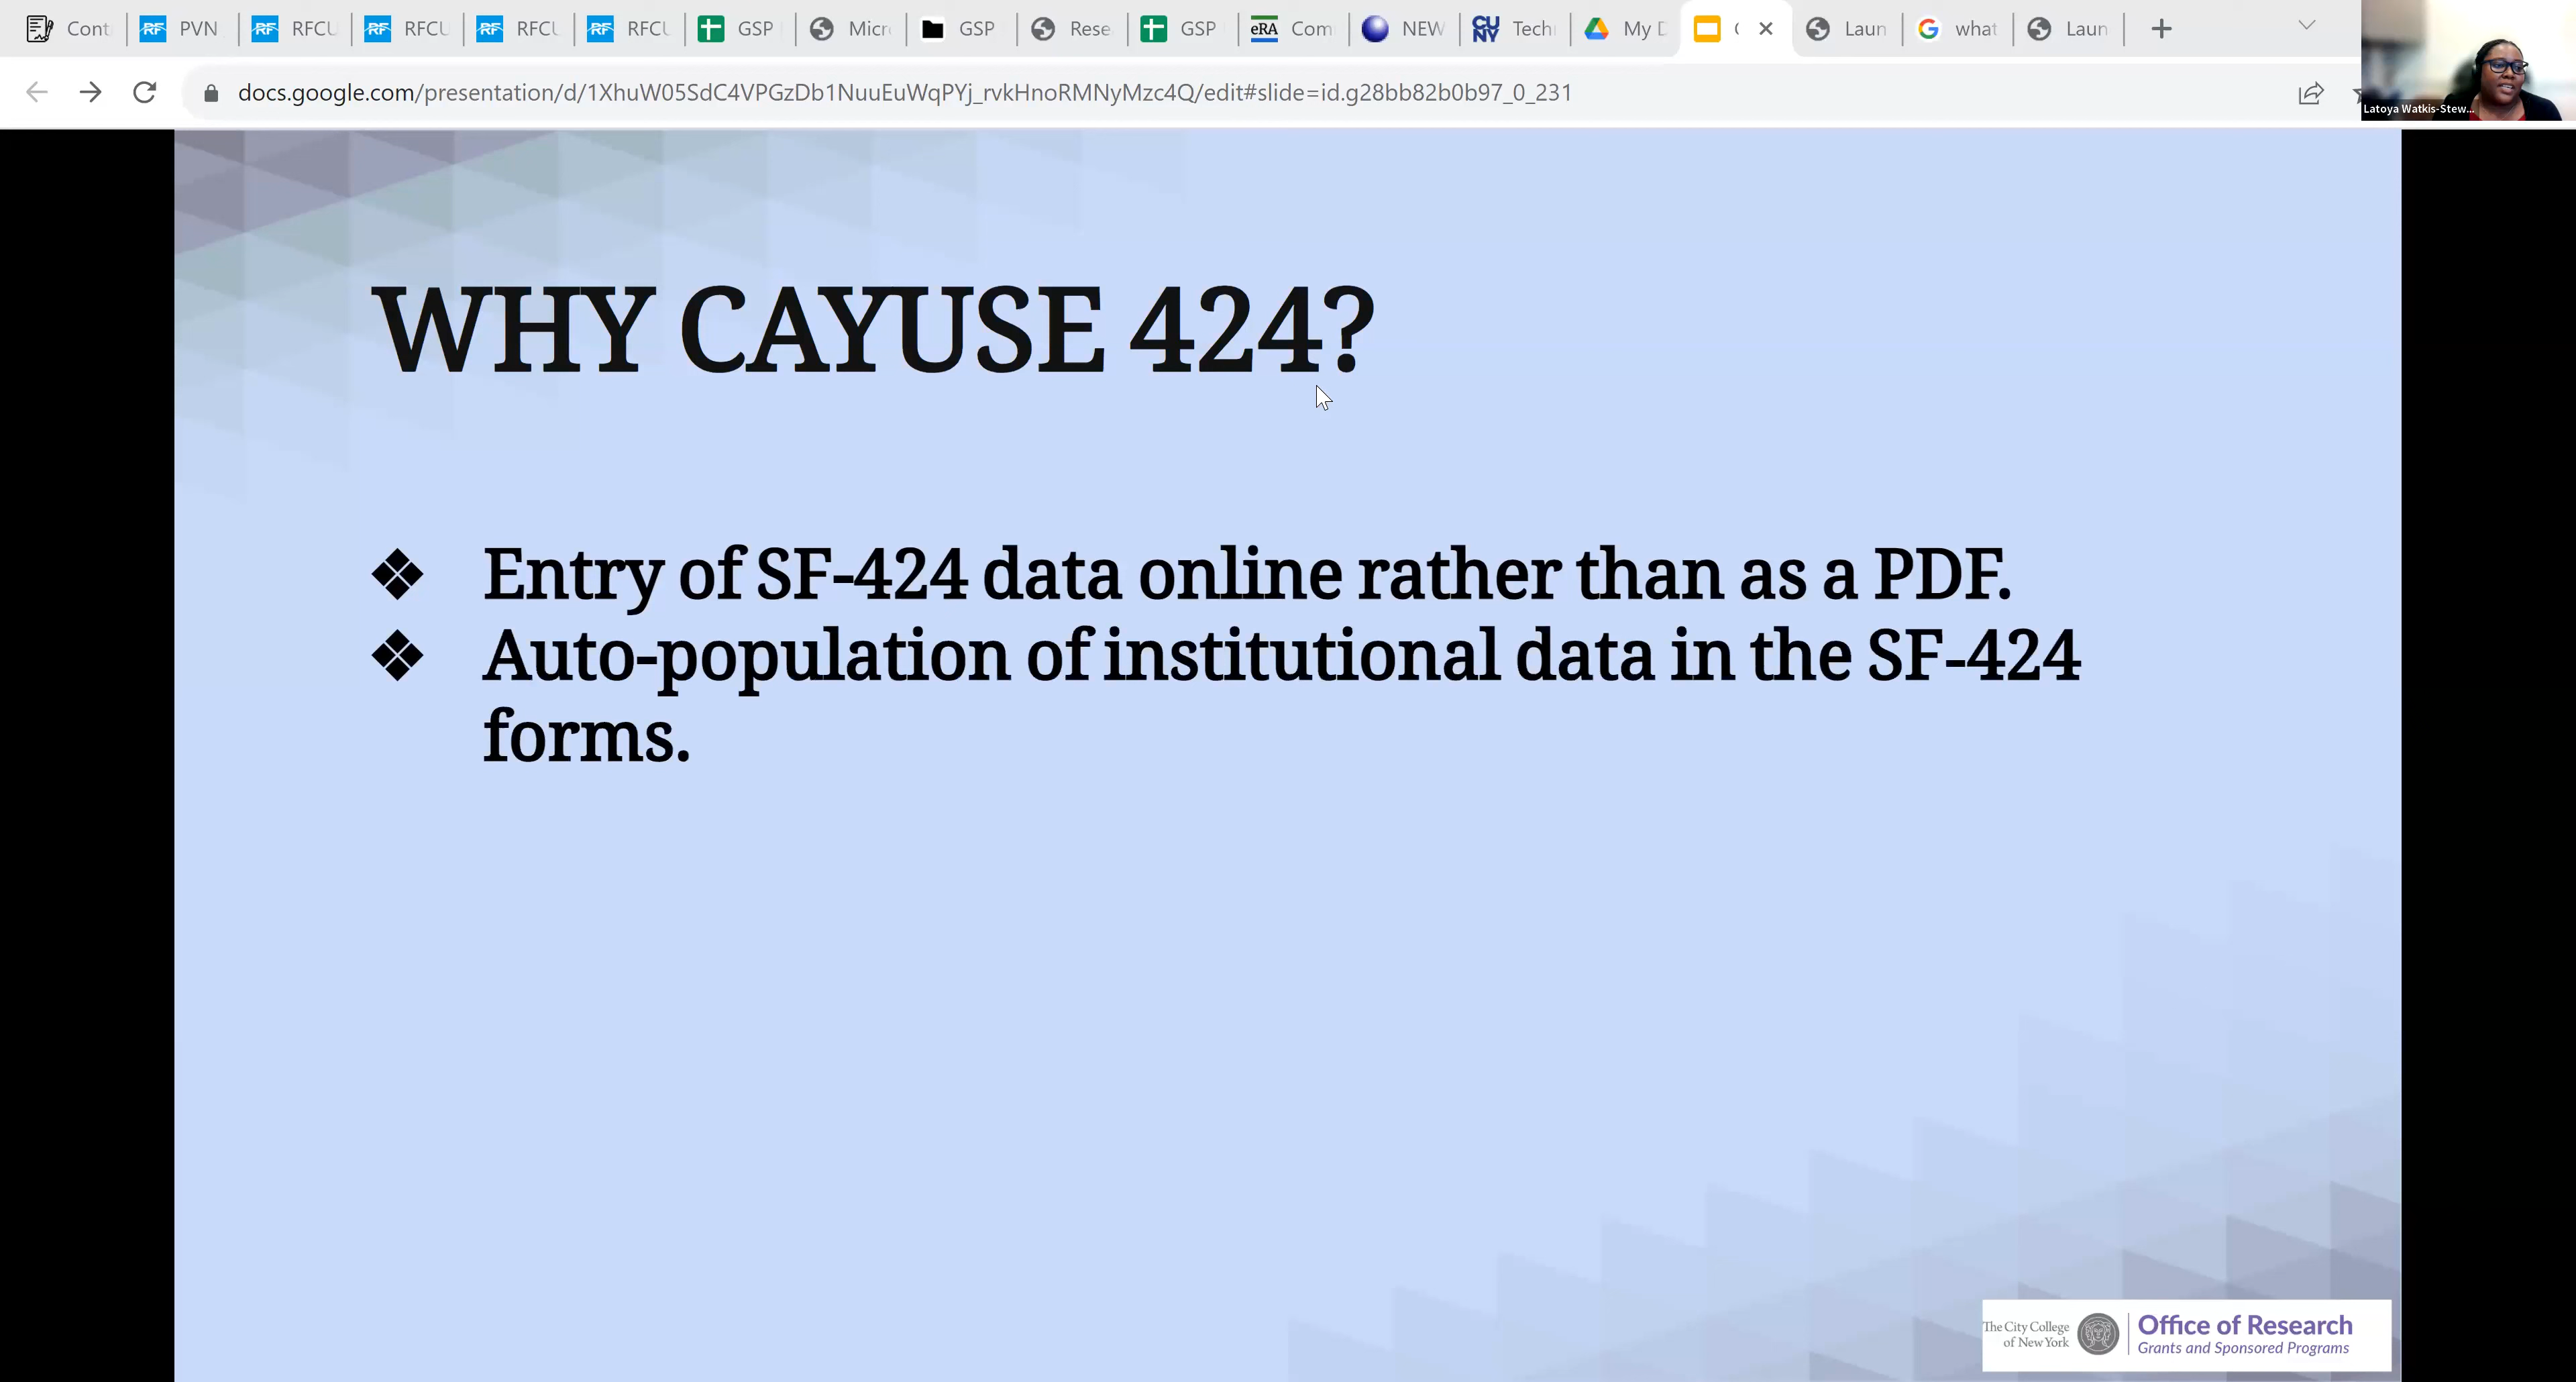 Cont
PVN
RFCU
RFCU
RFCU
RFCU
GSP
Micro
GSP
Rese
GSP
eRA
Com
NEW
CU
NY
Tech
My D
Laun
what
Laun
docs.google.com/presentation/d/1XhuW05SdC4VPGzDb1NuuEuWqPYj_rvkHnoRMNyMzc4Q/edit#slide=id.g28bb82b0b97_0_231
Latoya Watkis-Stew...
WHY CAYUSE 424?
❖ Entry of SF-424 data online rather than as a PDF.
❖ Auto-population of institutional data in the SF-424
forms.
The City College
of New York
Office of Research
Grants and Sponsored Programs